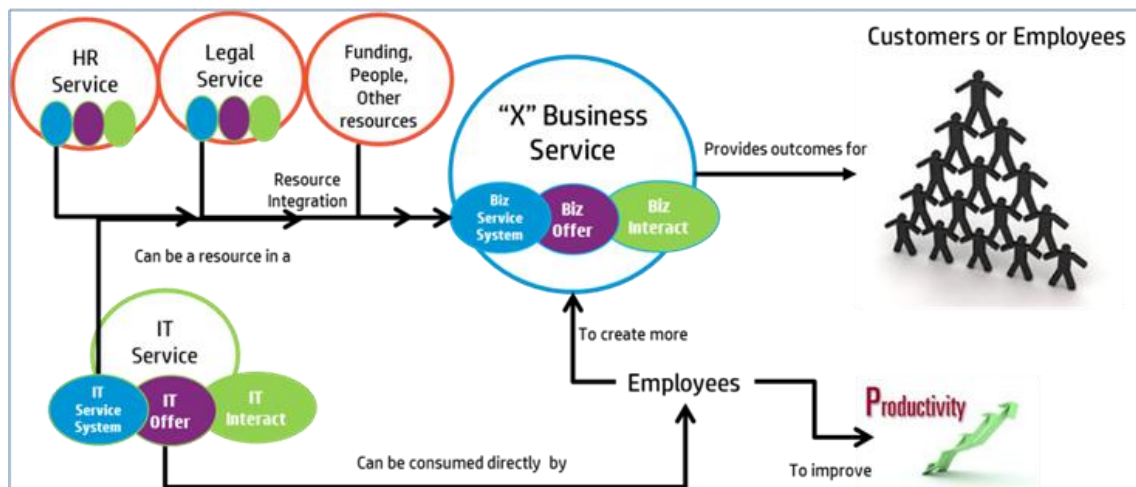 HR
Service
Legal
Service
Funding,
People,
Other
resources
Customers or Employees
“X” Business
Service
Provides outcomes for
Resource
Integration
Biz
Service
System
Biz
Offer
Biz
Interact
Can be a resource in a
IT
Service
To create more
IT
Service
System
IT
Offer
IT
Interact
Employees
Productivity
Can be consumed directly by
To improve